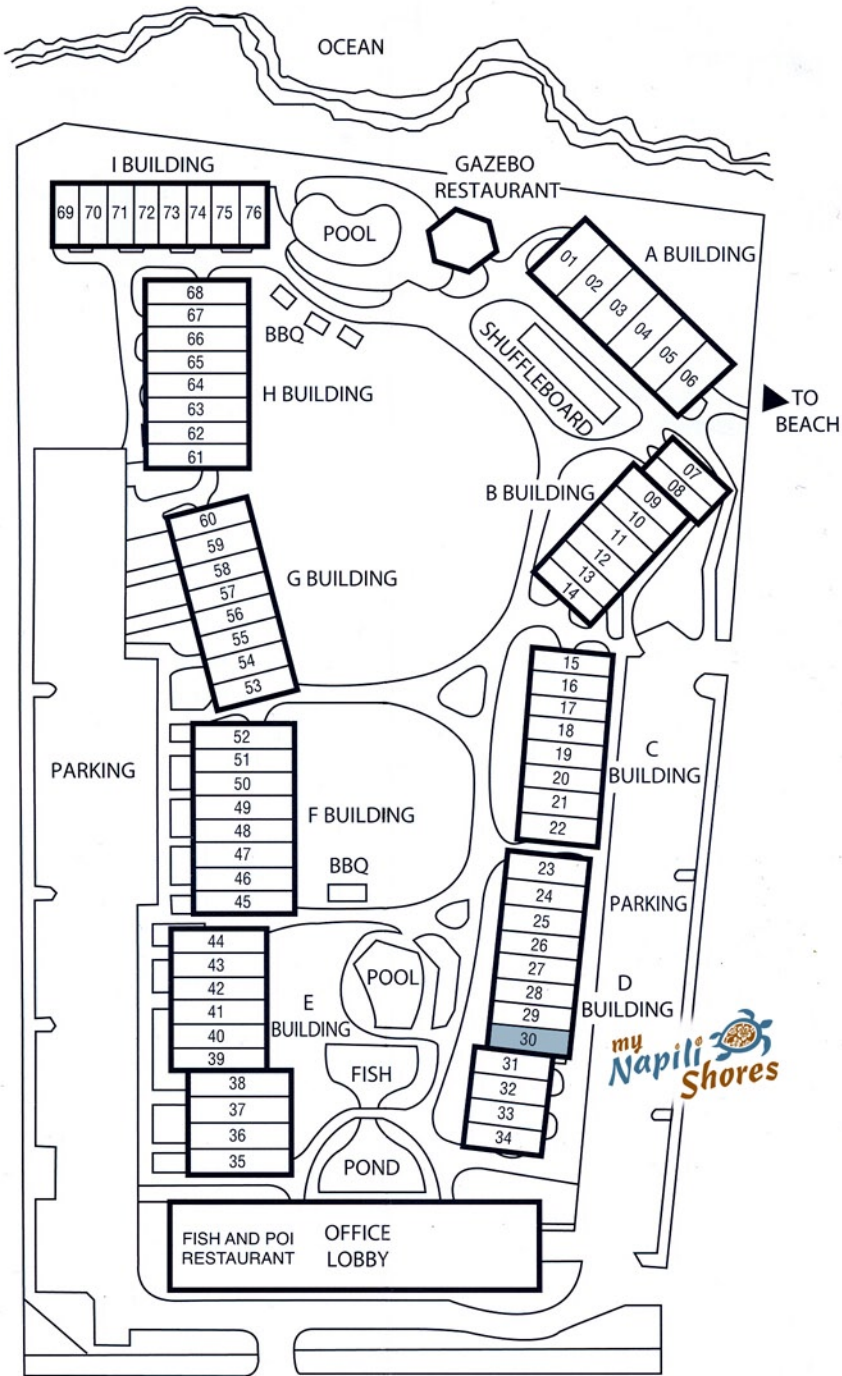 OCEAN
I BUILDING
GAZEBO
RESTAURANT
69 70 71 72 73 74 75 76
POOL
A BUILDING
01
02
03
04
05
06
68
67
66
65
64
63
62
61
BBQ
H BUILDING
SHUFFLEBOARD
TO
BEACH
B BUILDING
07
08
09
10
11
12
13
14
60
59
58
57
56
55
54
53
G BUILDING
15
16
17
18
19
20
21
22
C
BUILDING
PARKING
52
51
50
49
48
47
46
45
F BUILDING
BBQ
23
24
25
26
27
28
29
30
31
32
33
34
PARKING
D
BUILDING
my
Napili
Shores
44
43
42
41
40
39
38
37
36
35
E
BUILDING
POOL
FISH
POND
FISH AND POI
RESTAURANT
OFFICE
LOBBY